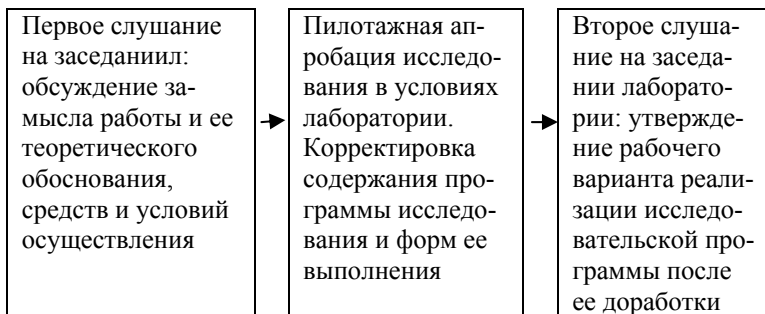 Первое слушание
на заседаниил:
обсуждение за-
мысла работы и ее
теоретического
обоснования,
средств и условий
осуществления
Пилотажная ап-
робация исследо-
вания в условиях
лаборатории.
Корректировка
содержания про-
граммы исследо-
вания и форм ее
выполнения
Второе слуша-
ние на заседа-
нии лаборато-
рии: утвержде-
ние рабочего
варианта реали-
зации исследо-
вательской про-
граммы после
ее доработки